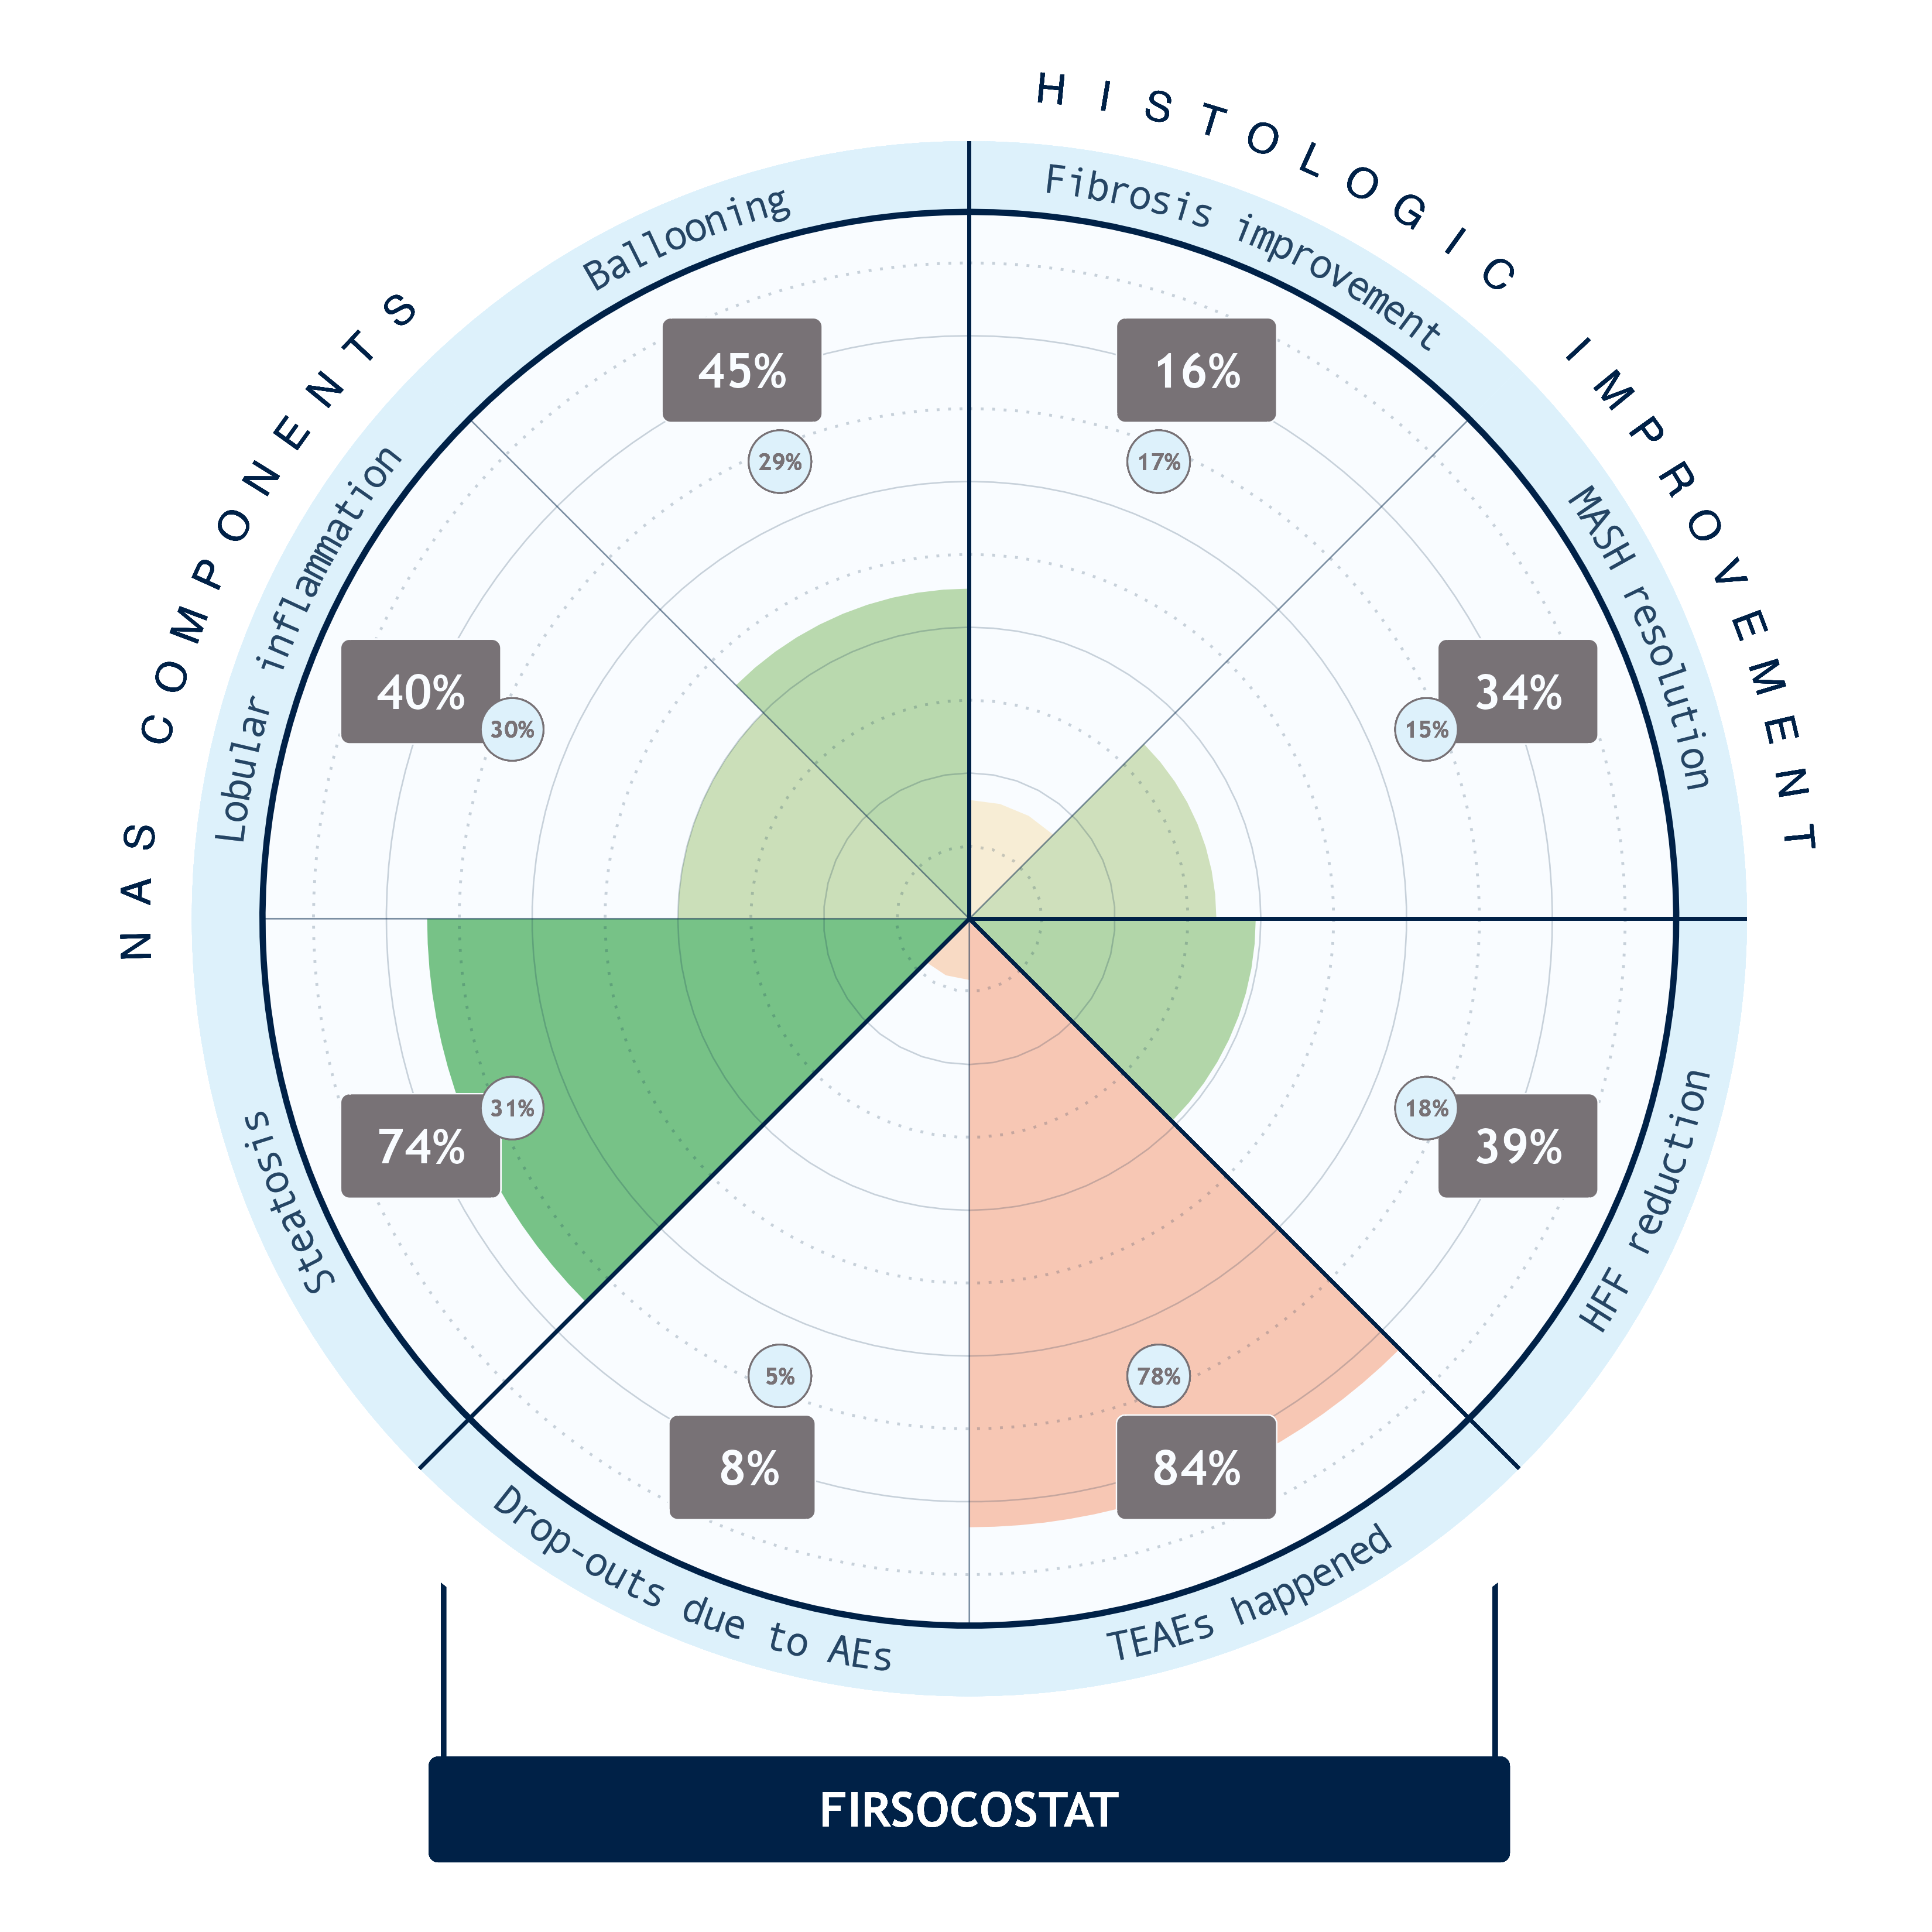 HISTOLOGIC IMPROVEMENT
NAS COMPONENTS
Fibrosis improvement
16%
17%
MASH resolution
34%
15%
HFF reduction
39%
18%
TEAEs happened
84%
78%
Drop-outs due to AEs
8%
5%
Steatosis
74%
31%
Lobular inflammation
40%
30%
Ballooning
45%
29%
FIRSOCOSTAT